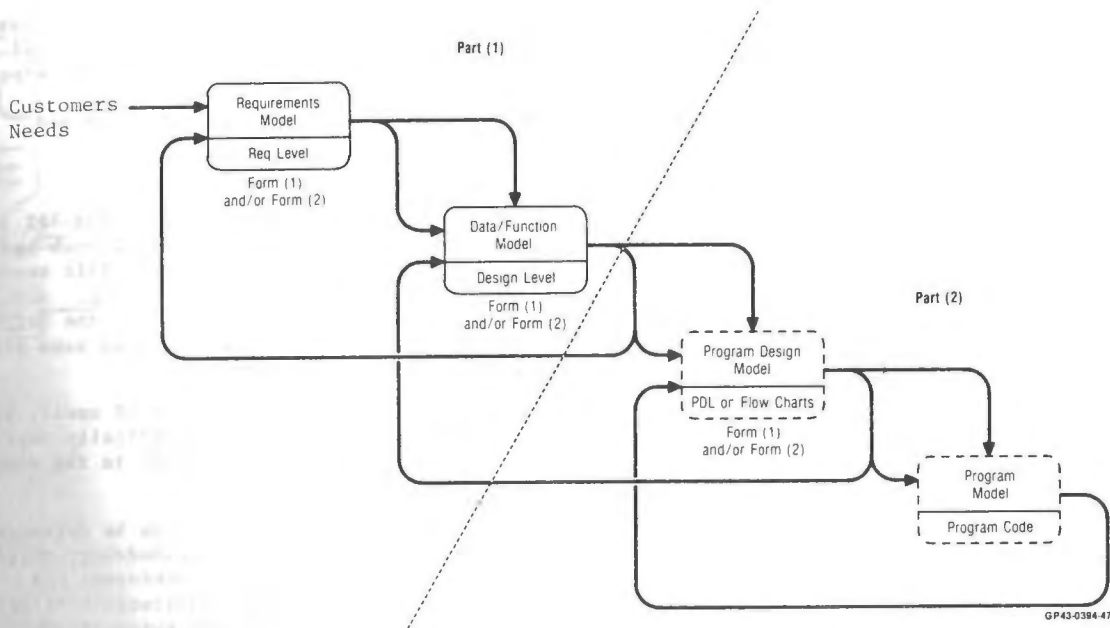 Part (1)
Customers
Needs
Requirements
Model
Req Level
Form (1)
and/or Form (2)
Data/Function
Model
Design Level
Form (1)
and/or Form (2)
Part (2)
Program Design
Model
PDL or Flow Charts
Form (1)
and/or Form (2)
Program
Model
Program Code
GP43-0394-47